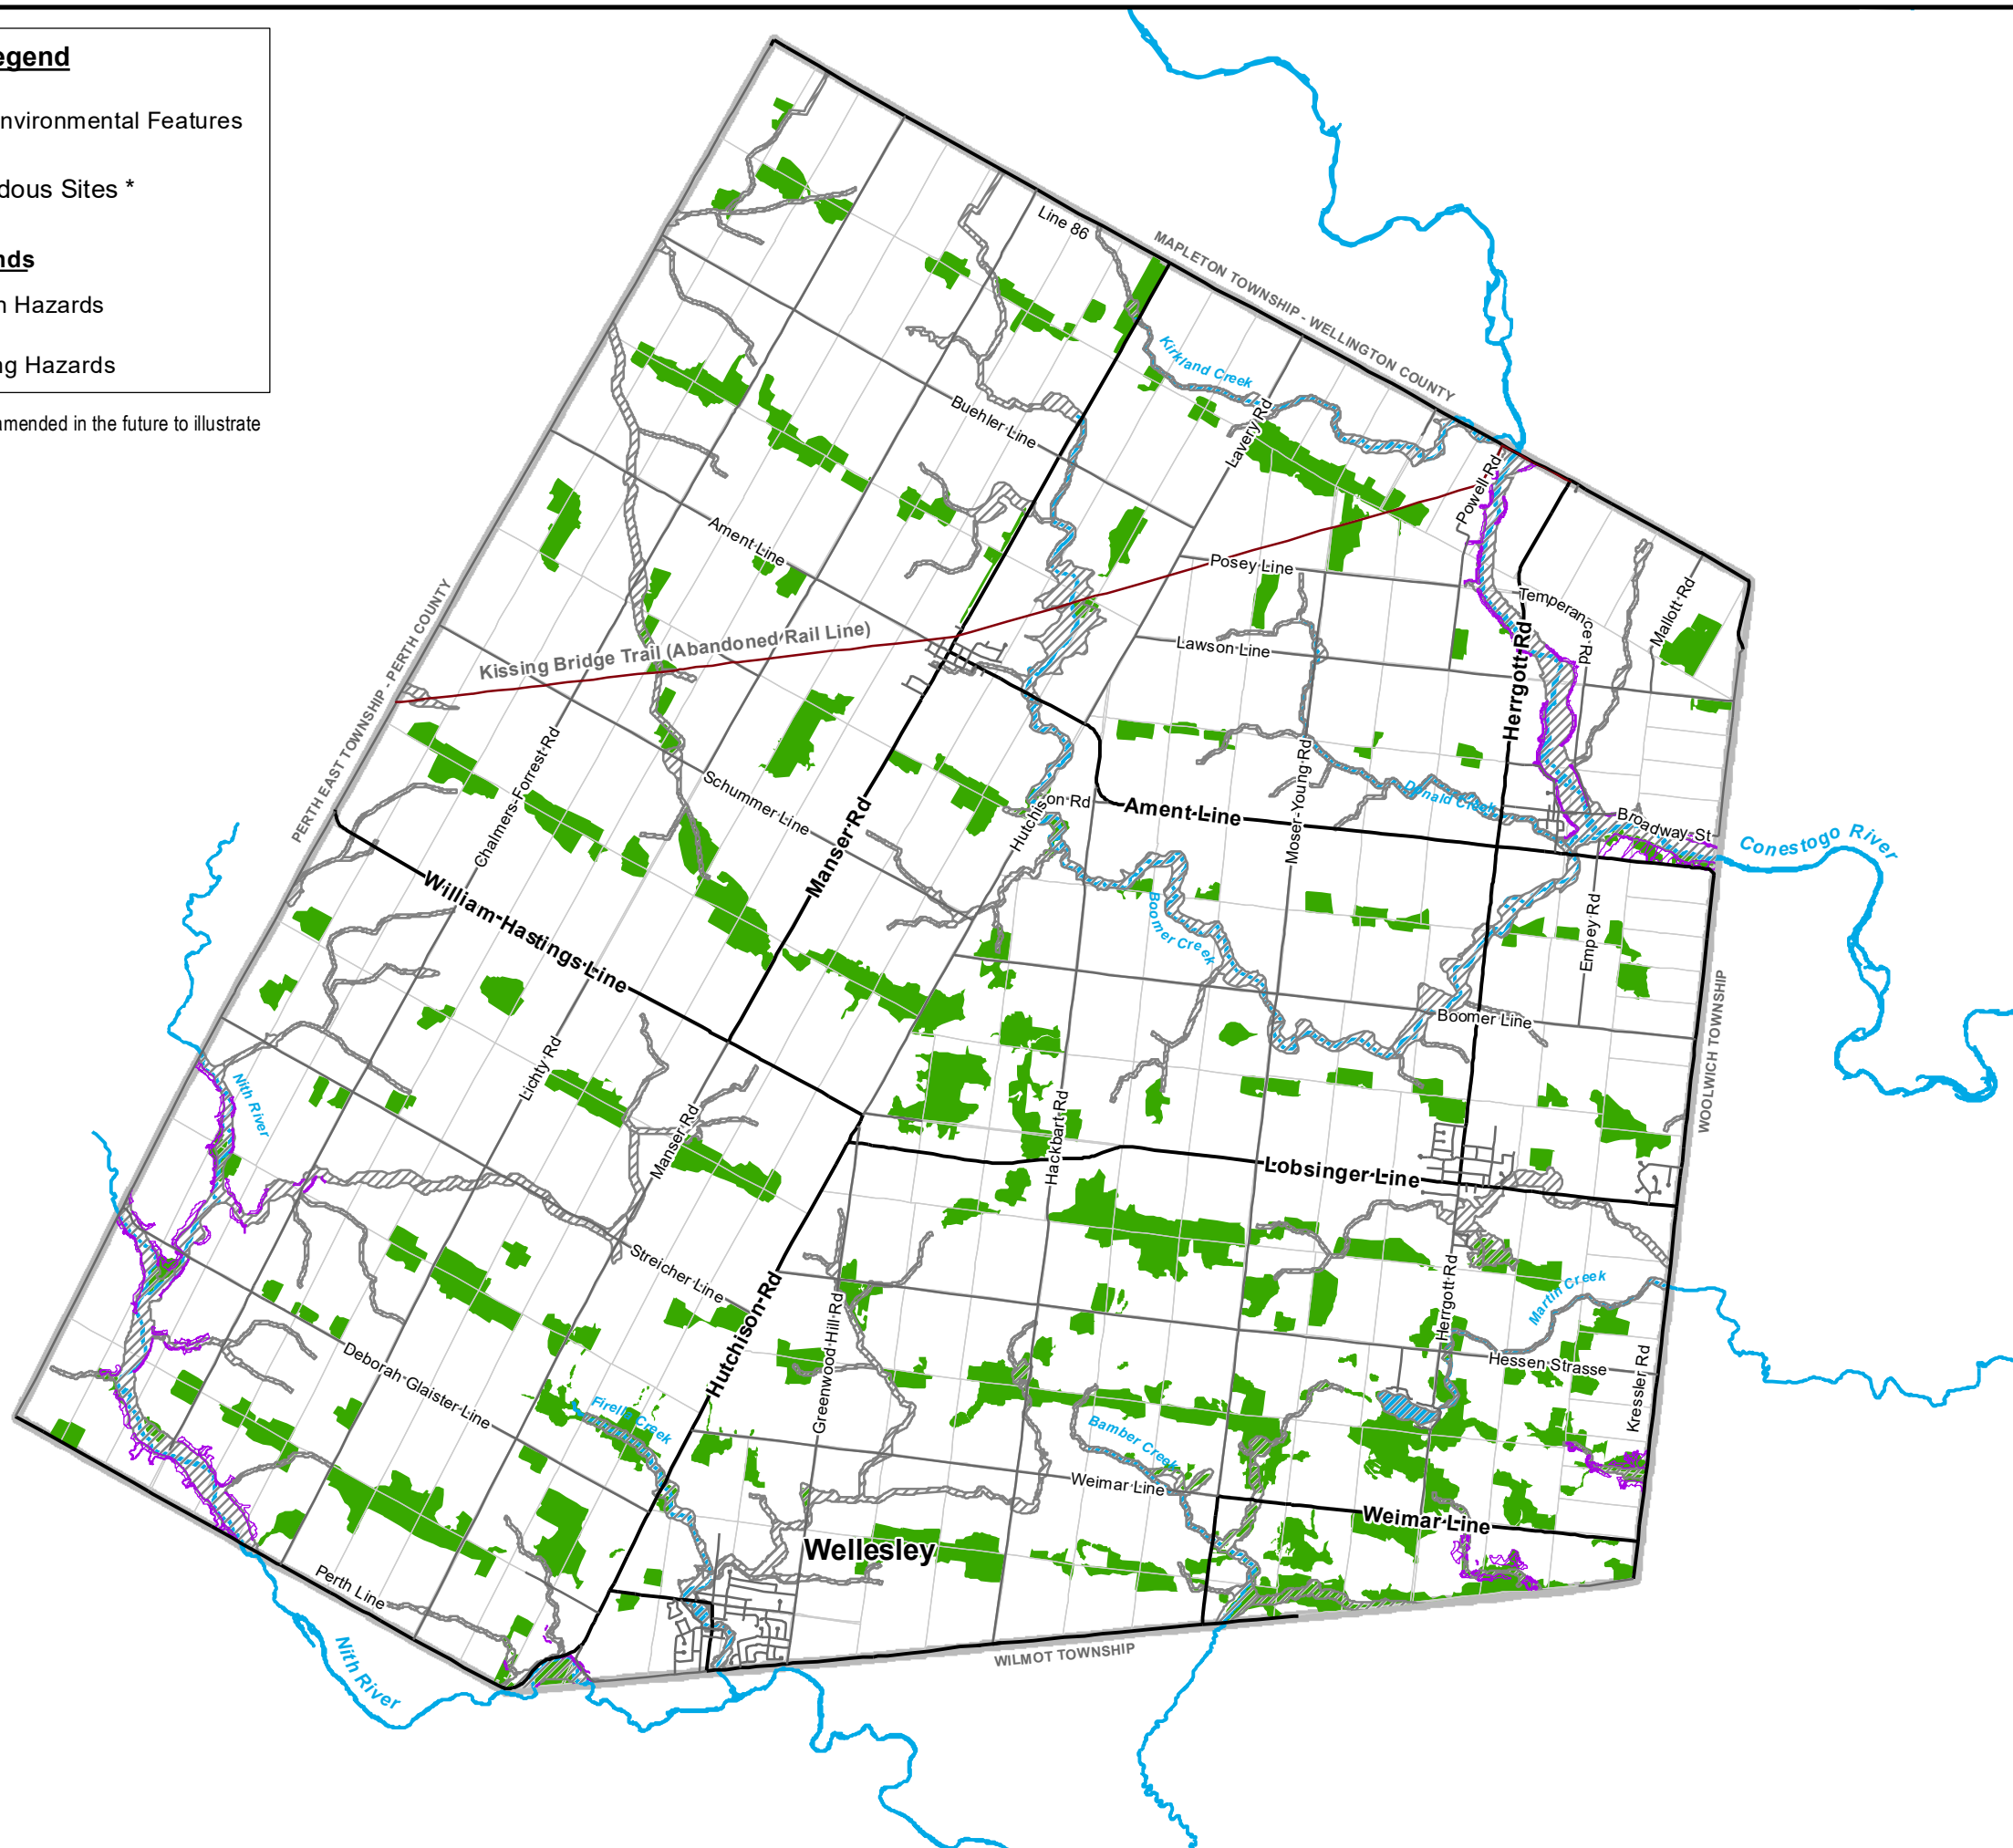 egend
nvironmental Features
dous Sites *
nds
n Hazards
ng Hazards
amended in the future to illustrate
Line 86
MAPLETON TOWNSHIP - WELLINGTON COUNTY
Kirkland Creek
Buehler Line
Lavery Rd
Powell Rd
Ament Line
Posey Line
Temperance Rd
Mallott Rd
PERTH EAST TOWNSHIP - PERTH COUNTY
Kissing Bridge Trail (Abandoned Rail Line)
Lawson Line
Herrgott Rd
Chalmers-Forrest Rd
Schummer Line
Manser Rd
Hutchis
on Rd
Ament Line
Moser-Young Rd
Donald Creek
Broadway St
Conestogo River
William Hastings Line
Boomer Creek
Empey Rd
Boomer Line
WOOLWICH TOWNSHIP
Nith River
Lichty Rd
Manser Rd
Hackbart Rd
Lobsinger Line
Streicher Line
Hutchison Rd
Greenwood Hill Rd
Herrgott Rd
Martin Creek
Hessen Strasse
Kressler Rd
Deborah Glaister Line
Firella Creek
Bamber Creek
Weimar Line
Weimar Line
Wellesley
Perth Line
Nith River
WILMOT TOWNSHIP